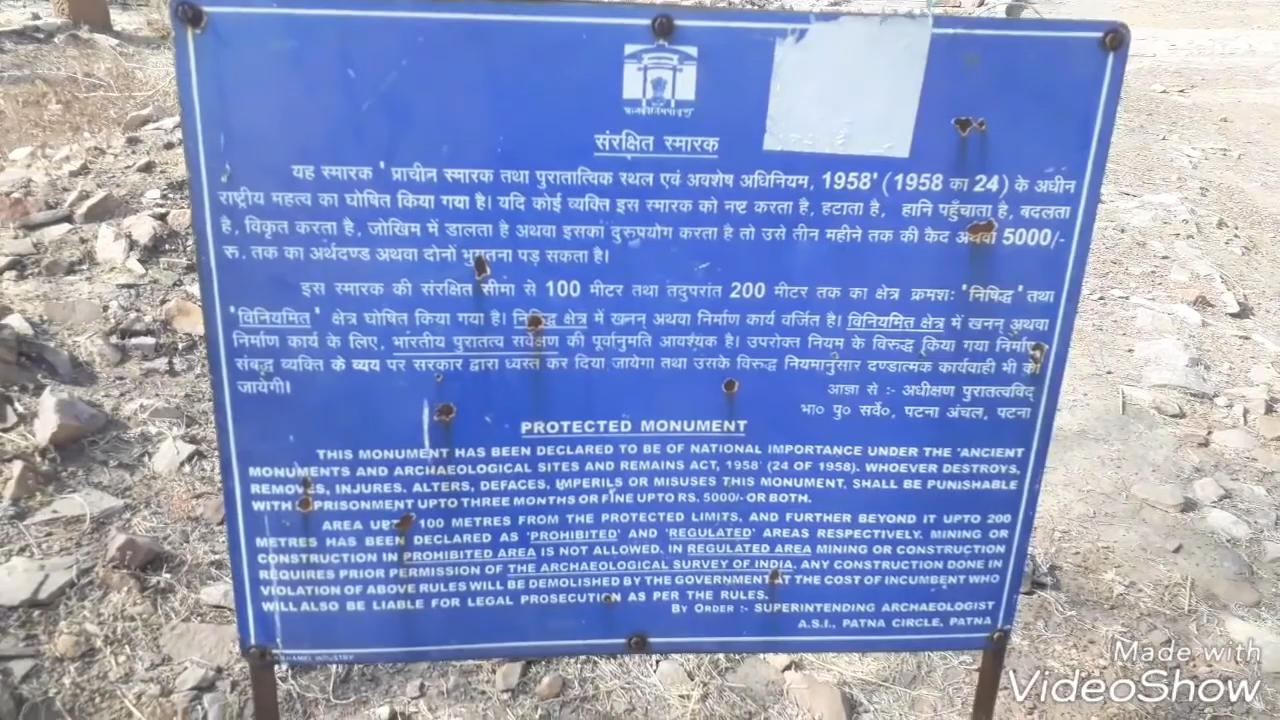 संरक्षित स्मारक
यह स्मारक ' प्राचीन स्मारक तथा पुरातात्विक स्थल एवं अवशेष अधिनियम, 1958' (1958 का 24) के अधीन
राष्ट्रीय महत्व का घोषित किया गया है। यदि कोई व्यक्ति इस स्मारक को नष्ट करता है, हटाता है, हानि पहुँचाता है, बदलता
है, विकृत करता है, जोखिम में डालता है अथवा इसका दुरुपयोग करता है तो उसे तीन महीने तक की कैद अथवा 5000/-
रू. तक का अर्थदण्ड अथवा दोनों भुगतना पड़ सकता है।
इस स्मारक की संरक्षित सीमा से 100 मीटर तथा तदुपरांत 200 मीटर तक का क्षेत्र क्रमश: 'निषिद्ध' तथा
'विनियमित' क्षेत्र घोषित किया गया है। निषिद्ध क्षेत्र में खनन अथवा निर्माण कार्य वर्जित है। विनियमित क्षेत्र में खनन् अथवा
निर्माण कार्य के लिए, भारतीय पुरातत्व सर्वेक्षण की पूर्वानुमति आवश्यक है। उपरोक्त नियम के विरुद्ध किया गया निर्माण
संबद्ध व्यक्ति के व्यय पर सरकार द्वारा ध्वस्त कर दिया जायेगा तथा उसके विरुद्ध नियमानुसार दण्डात्मक कार्यवाही भी की
जायेगी।
आज्ञा से :- अधीक्षण पुरातत्वविद्
भा० पु० सर्वे०, पटना अंचल, पटना
PROTECTED MONUMENT
THIS MONUMENT HAS BEEN DECLARED TO BE OF NATIONAL IMPORTANCE UNDER THE 'ANCIENT
MONUMENTS AND ARCHAEOLOGICAL SITES AND REMAINS ACT, 1958' (24 OF 1958). WHOEVER DESTROYS,
REMOVES, INJURES, ALTERS, DEFACES, IMPERILS OR MISUSES THIS MONUMENT, SHALL BE PUNISHABLE
WITH IMPRISONMENT UPTO THREE MONTHS OR FINE UPTO RS. 5000/- OR BOTH.
AREA UPTO 100 METRES FROM THE PROTECTED LIMITS, AND FURTHER BEYOND IT UPTO 200
METRES HAS BEEN DECLARED AS 'PROHIBITED' AND 'REGULATED' AREAS RESPECTIVELY. MINING OR
CONSTRUCTION IN PROHIBITED AREA IS NOT ALLOWED. IN REGULATED AREA MINING OR CONSTRUCTION
REQUIRES PRIOR PERMISSION OF THE ARCHAEOLOGICAL SURVEY OF INDIA. ANY CONSTRUCTION DONE IN
VIOLATION OF ABOVE RULES WILL BE DEMOLISHED BY THE GOVERNMENT AT THE COST OF INCUMBENT WHO
WILL ALSO BE LIABLE FOR LEGAL PROSECUTION AS PER THE RULES.
BY ORDER :- SUPERINTENDING ARCHAEOLOGIST
A.S.I., PATNA CIRCLE, PATNA
INDUSTRY
Made with
VideoShow